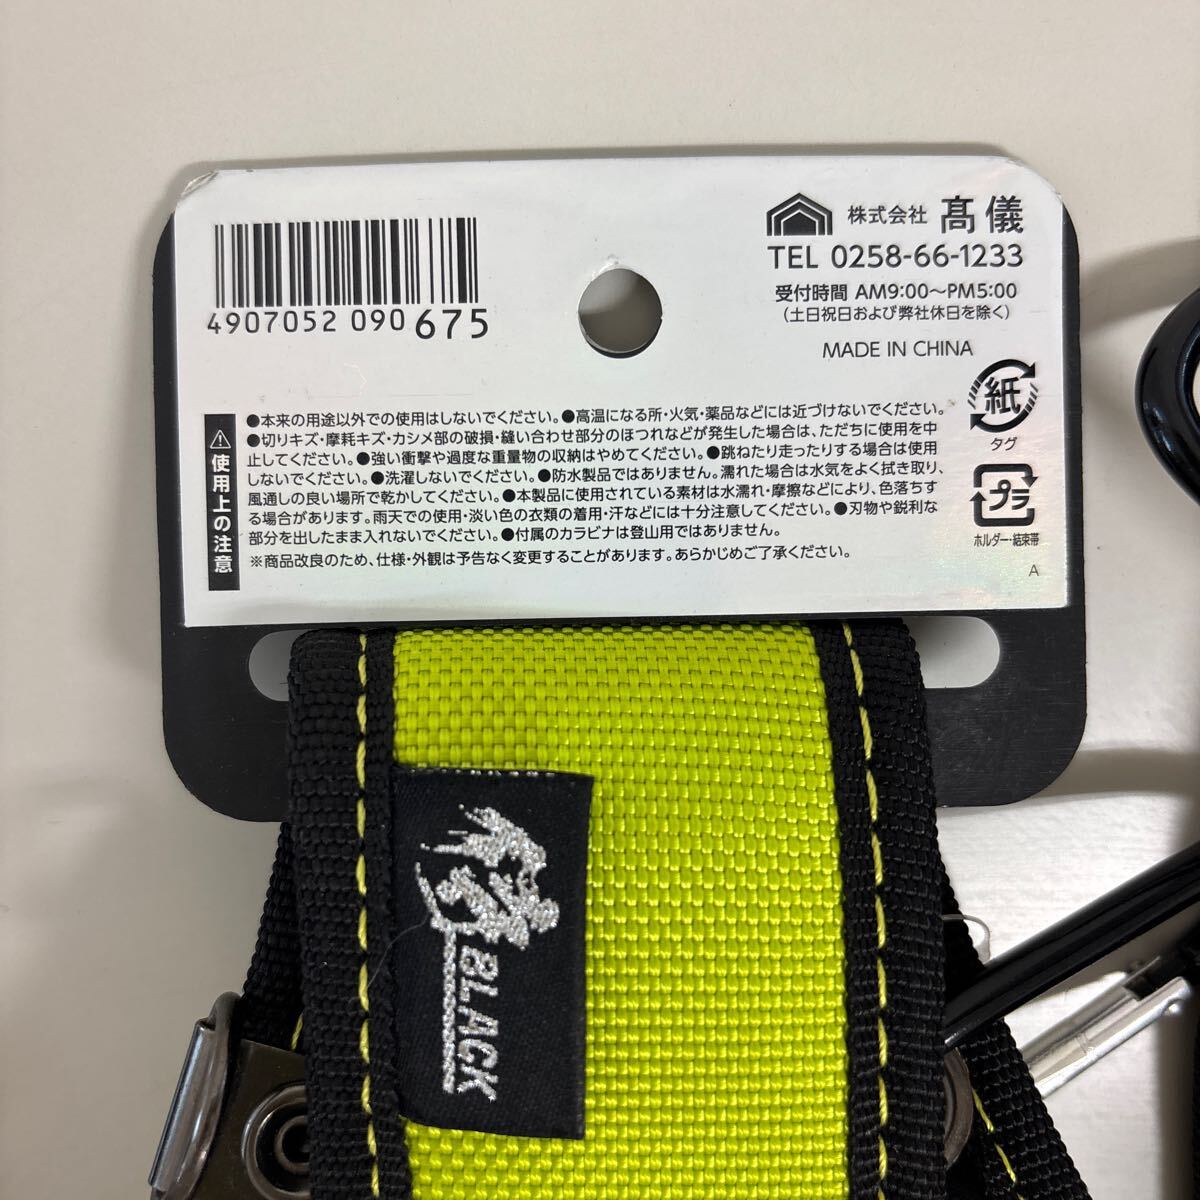 4907052 090675
株式会社 髙儀
TEL 0258-66-1233
受付時間 AM9:00～PM5:00
(土日祝日および弊社休日を除く)
MADE IN CHINA
紙
タグ
プラ
ホルダー・結束帯
A
⚠使用上の注意
●本来の用途以外での使用はしないでください。●高温になる所・火気・薬品などには近づけないでください。
●切りキズ・摩耗キズ・カシメ部の破損・縫い合わせ部分のほつれなどが発生した場合は、ただちに使用を中
止してください。●強い衝撃や過度な重量物の収納はやめてください。●跳ねたり走ったりする場合は使用
しないでください。●洗濯しないでください。●防水製品ではありません。濡れた場合は水気をよく拭き取り、
風通しの良い場所で乾かしてください。●本製品に使用されている素材は水濡れ・摩擦などにより、色落ちす
る場合があります。雨天での使用・淡い色の衣類の着用・汗などには十分注意してください。●刃物や鋭利な
部分を出したまま入れないでください。●付属のカラビナは登山用ではありません。
※商品改良のため、仕様・外観は予告なく変更することがあります。あらかじめご了承ください。
BLACK